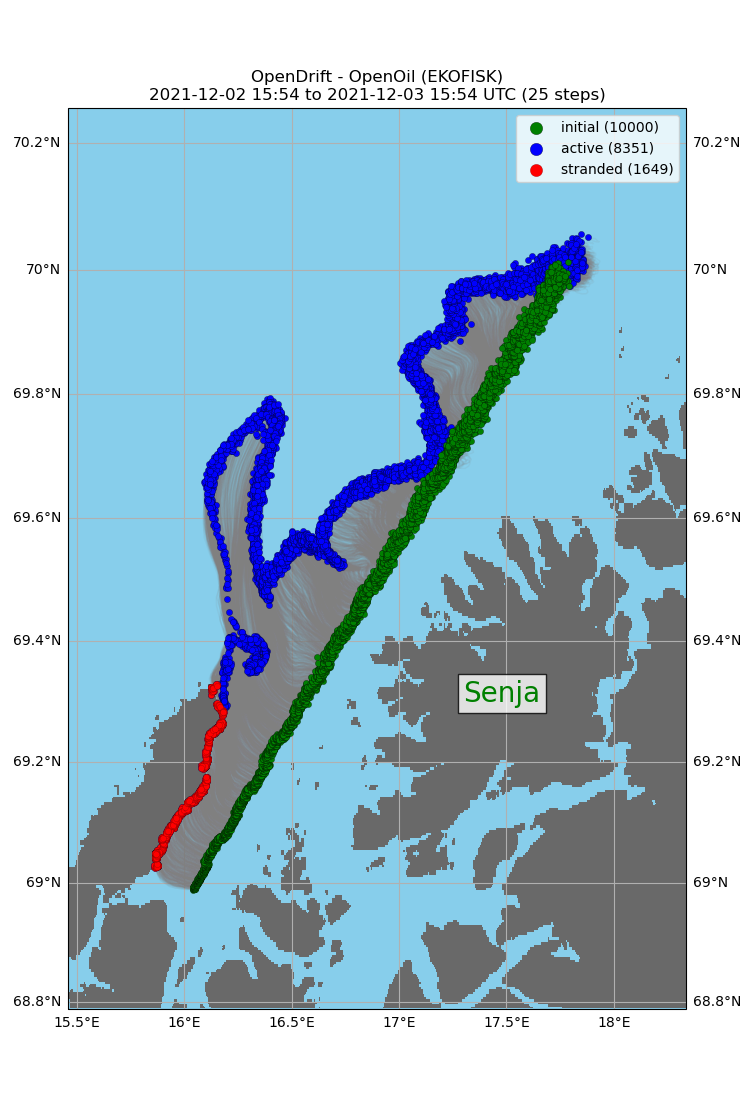 OpenDrift - OpenOil (EKOFISK)
2021-12-02 15:54 to 2021-12-03 15:54 UTC (25 steps)
initial (10000)
active (8351)
stranded (1649)
70.2°N 70.2°N
70°N 70°N
69.8°N 69.8°N
69.6°N 69.6°N
69.4°N 69.4°N
Senja
69.2°N 69.2°N
69°N 69°N
68.8°N 68.8°N
15.5°E 16°E 16.5°E 17°E 17.5°E 18°E